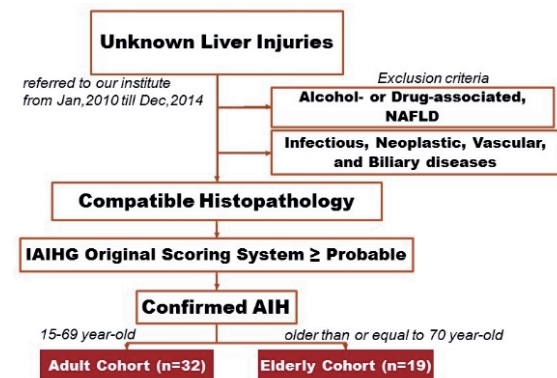 Unknown Liver Injuries
referred to our institute
from Jan,2010 till Dec,2014
Exclusion criteria
Alcohol- or Drug-associated,
NAFLD
Infectious, Neoplastic, Vascular,
and Biliary diseases
Compatible Histopathology
IAIHG Original Scoring System ≥ Probable
Confirmed AIH
15-69 year-old
older than or equal to 70 year-old
Adult Cohort (n=32)
Elderly Cohort (n=19)